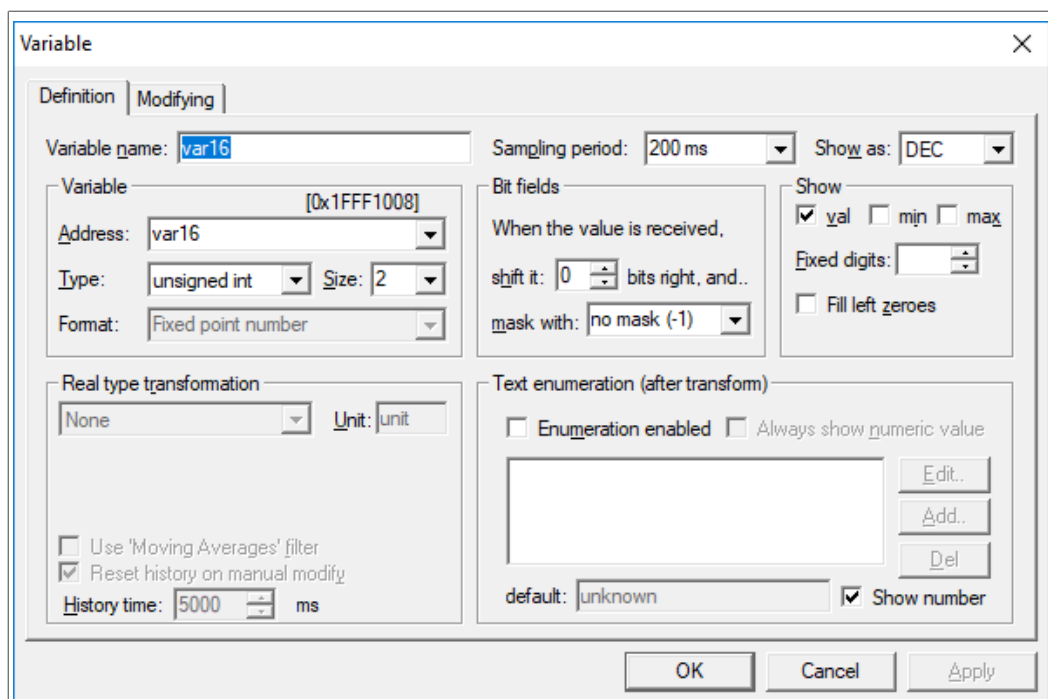 Variable
Definition Modifying
Variable name: var16 Sampling period: 200 ms Show as: DEC
Variable
[0x1FFF1008]
Address: var16
Type: unsigned int Size: 2
Format: Fixed point number
Bit fields
When the value is received,
shift it: 0 bits right, and..
mask with: no mask (-1)
Show
val min max
Fixed digits:
Fill left zeroes
Real type transformation
None Unit: unit
Use 'Moving Averages' filter
Reset history on manual modify
History time: 5000 ms
Text enumeration (after transform)
Enumeration enabled Always show numeric value
Edit..
Add..
Del
default: unknown Show number
OK Cancel Apply